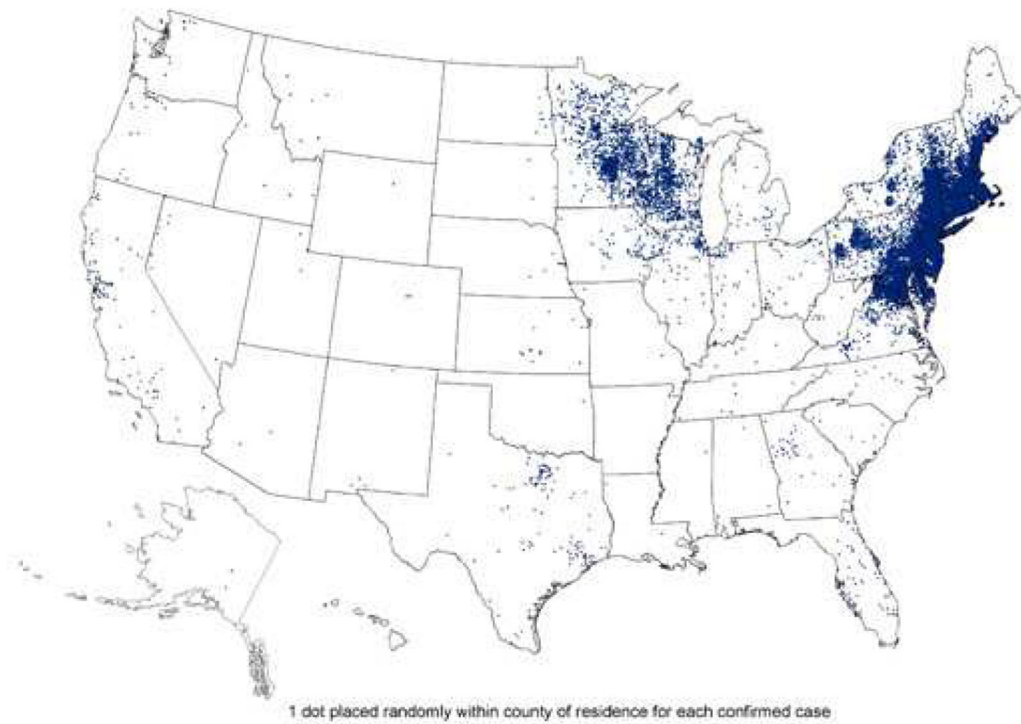 1 dot placed randomly within county of residence for each confirmed case